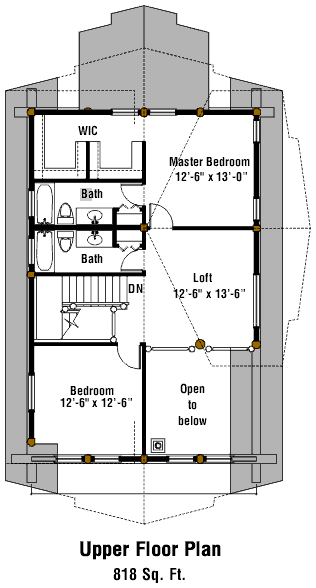 WIC
Master Bedroom
12'-6" x 13'-0"
Bath
Bath
Loft
12'-6" x 13'-6"
DN
Bedroom
12'-6" x 12'-6"
Open
to
below
Upper Floor Plan
818 Sq. Ft.